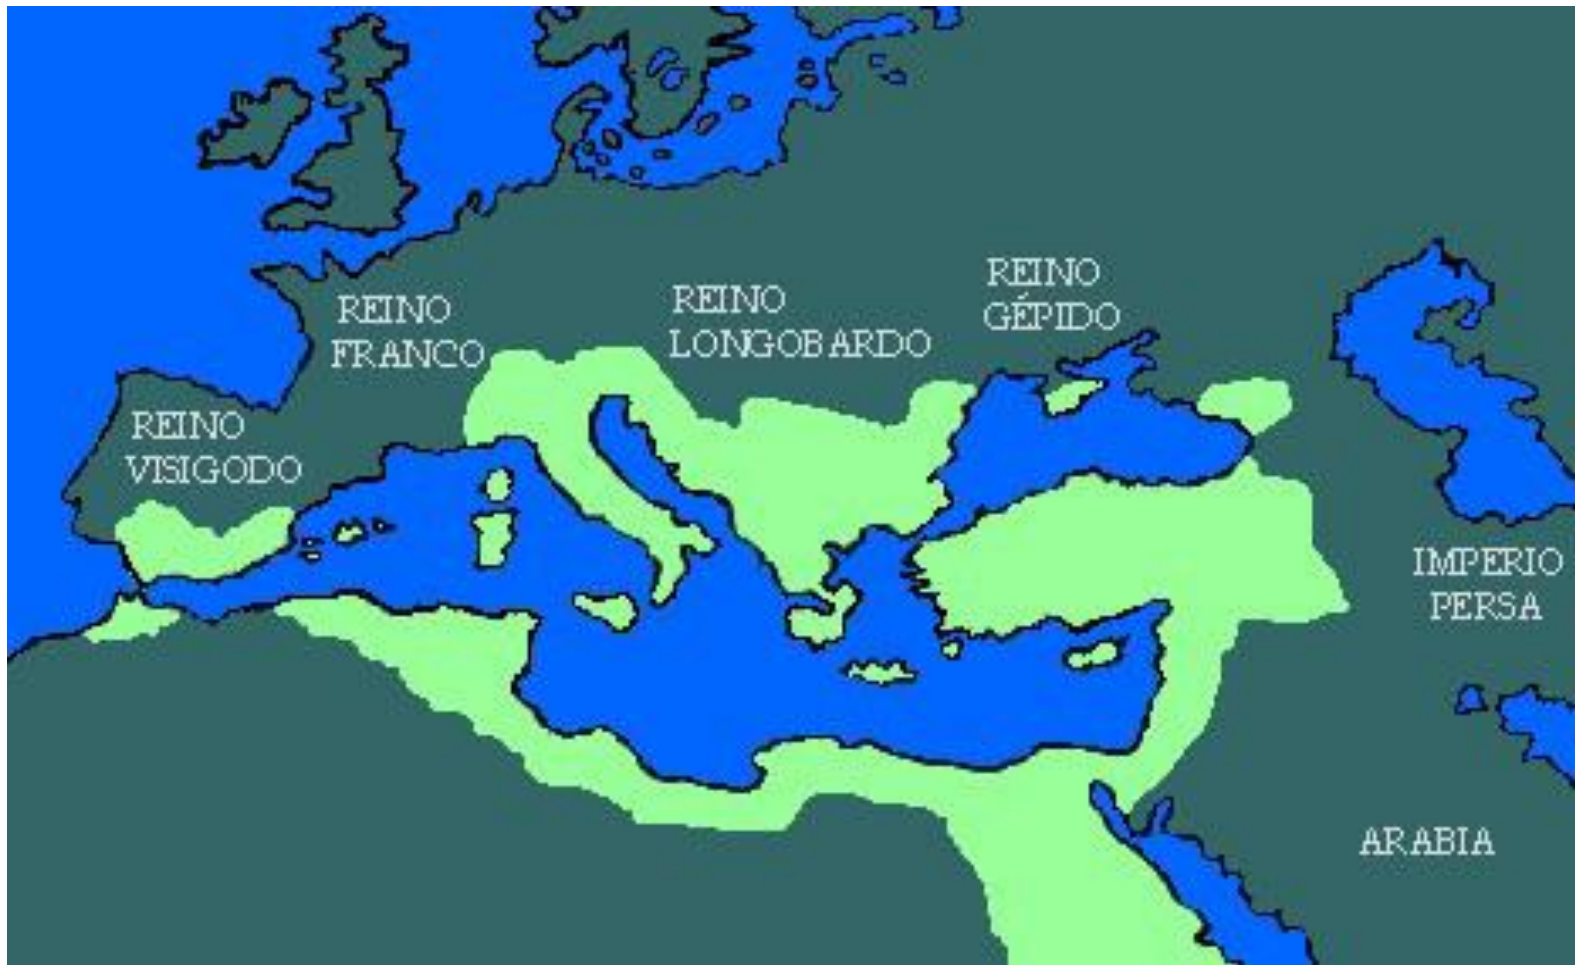 REINO
GÉPIDO
REINO
LONGOBARDO
REINO
FRANCO
REINO
VISIGODO
IMPERIO
PERSA
ARABIA